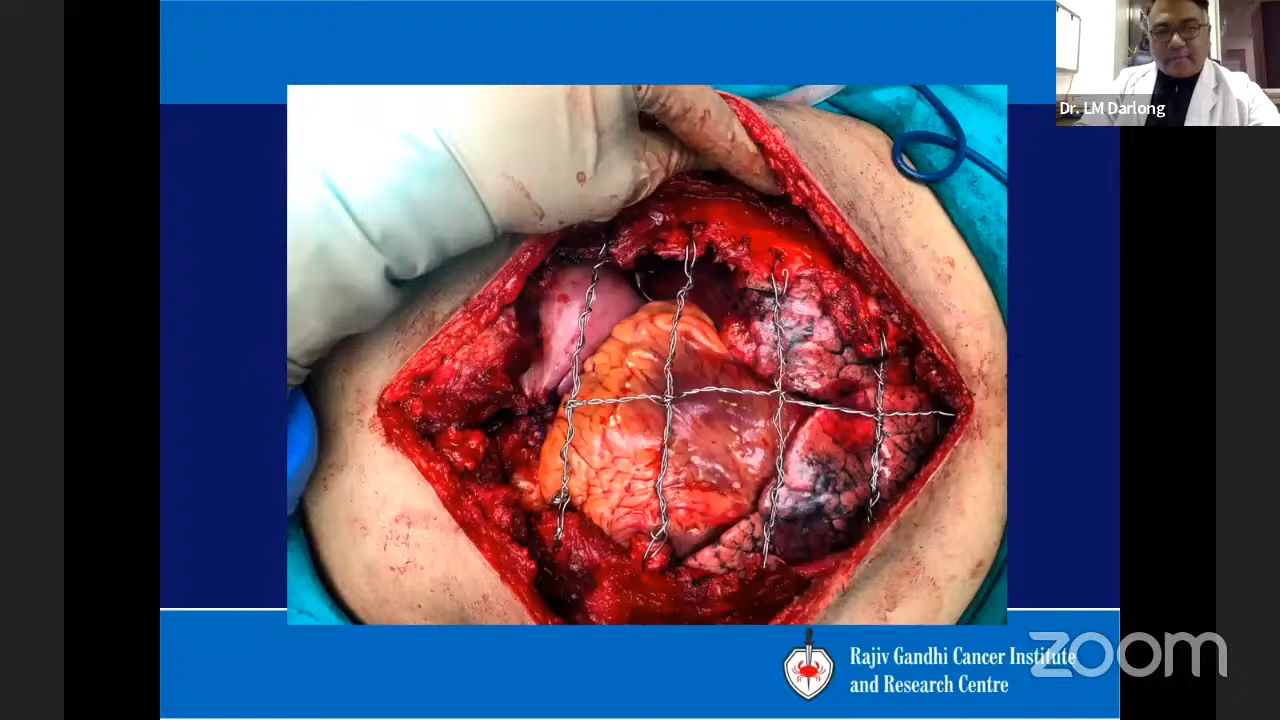 Dr. LM Darlong
Rajiv Gandhi Cancer Institute
and Research Centre
zoom